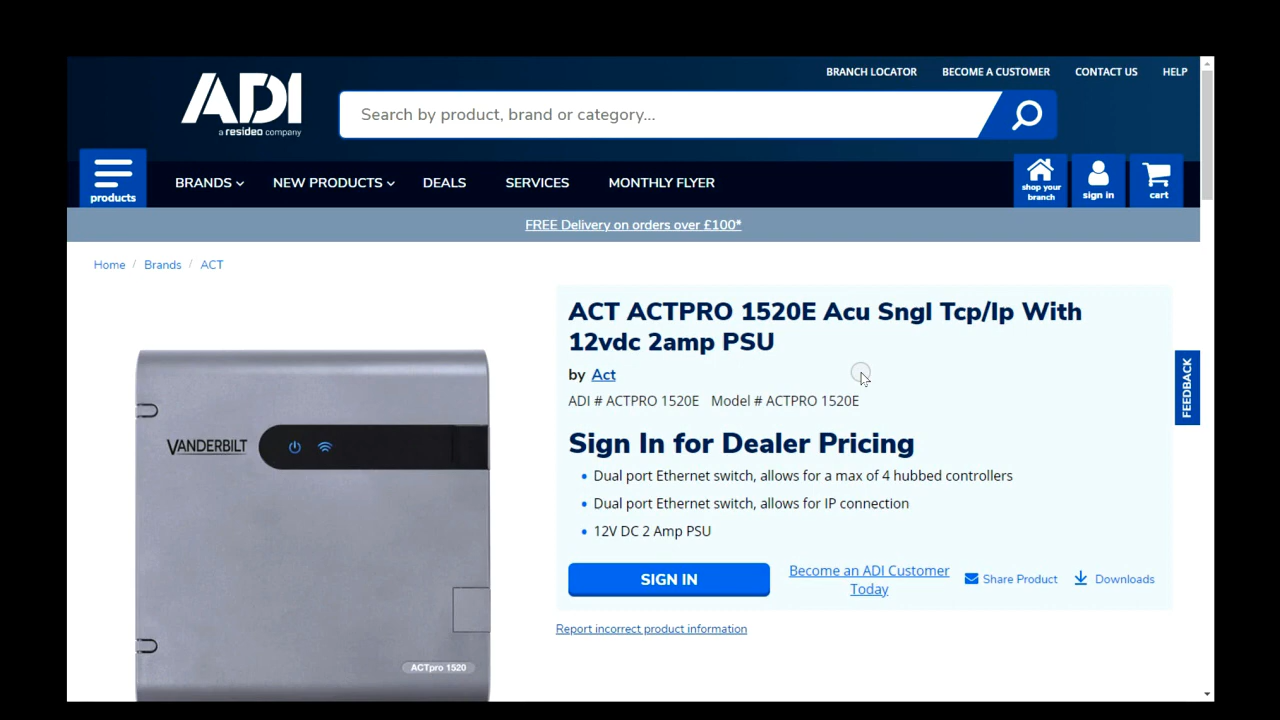 BRANCH LOCATOR BECOME A CUSTOMER CONTACT US HELP
ADI
a resideo company
Search by product, brand or category...
products
BRANDS NEW PRODUCTS DEALS SERVICES MONTHLY FLYER
shop your branch
sign in
cart
FREE Delivery on orders over £100*
Home / Brands / ACT
ACT ACTPRO 1520E Acu Sngl Tcp/Ip With
12vdc 2amp PSU
by Act
ADI # ACTPRO 1520E Model # ACTPRO 1520E
Sign In for Dealer Pricing
• Dual port Ethernet switch, allows for a max of 4 hubbed controllers
• Dual port Ethernet switch, allows for IP connection
• 12V DC 2 Amp PSU
SIGN IN
Become an ADI Customer
Today
Share Product
Downloads
Report incorrect product information
FEEDBACK
VANDERBILT
ACTpro 1520